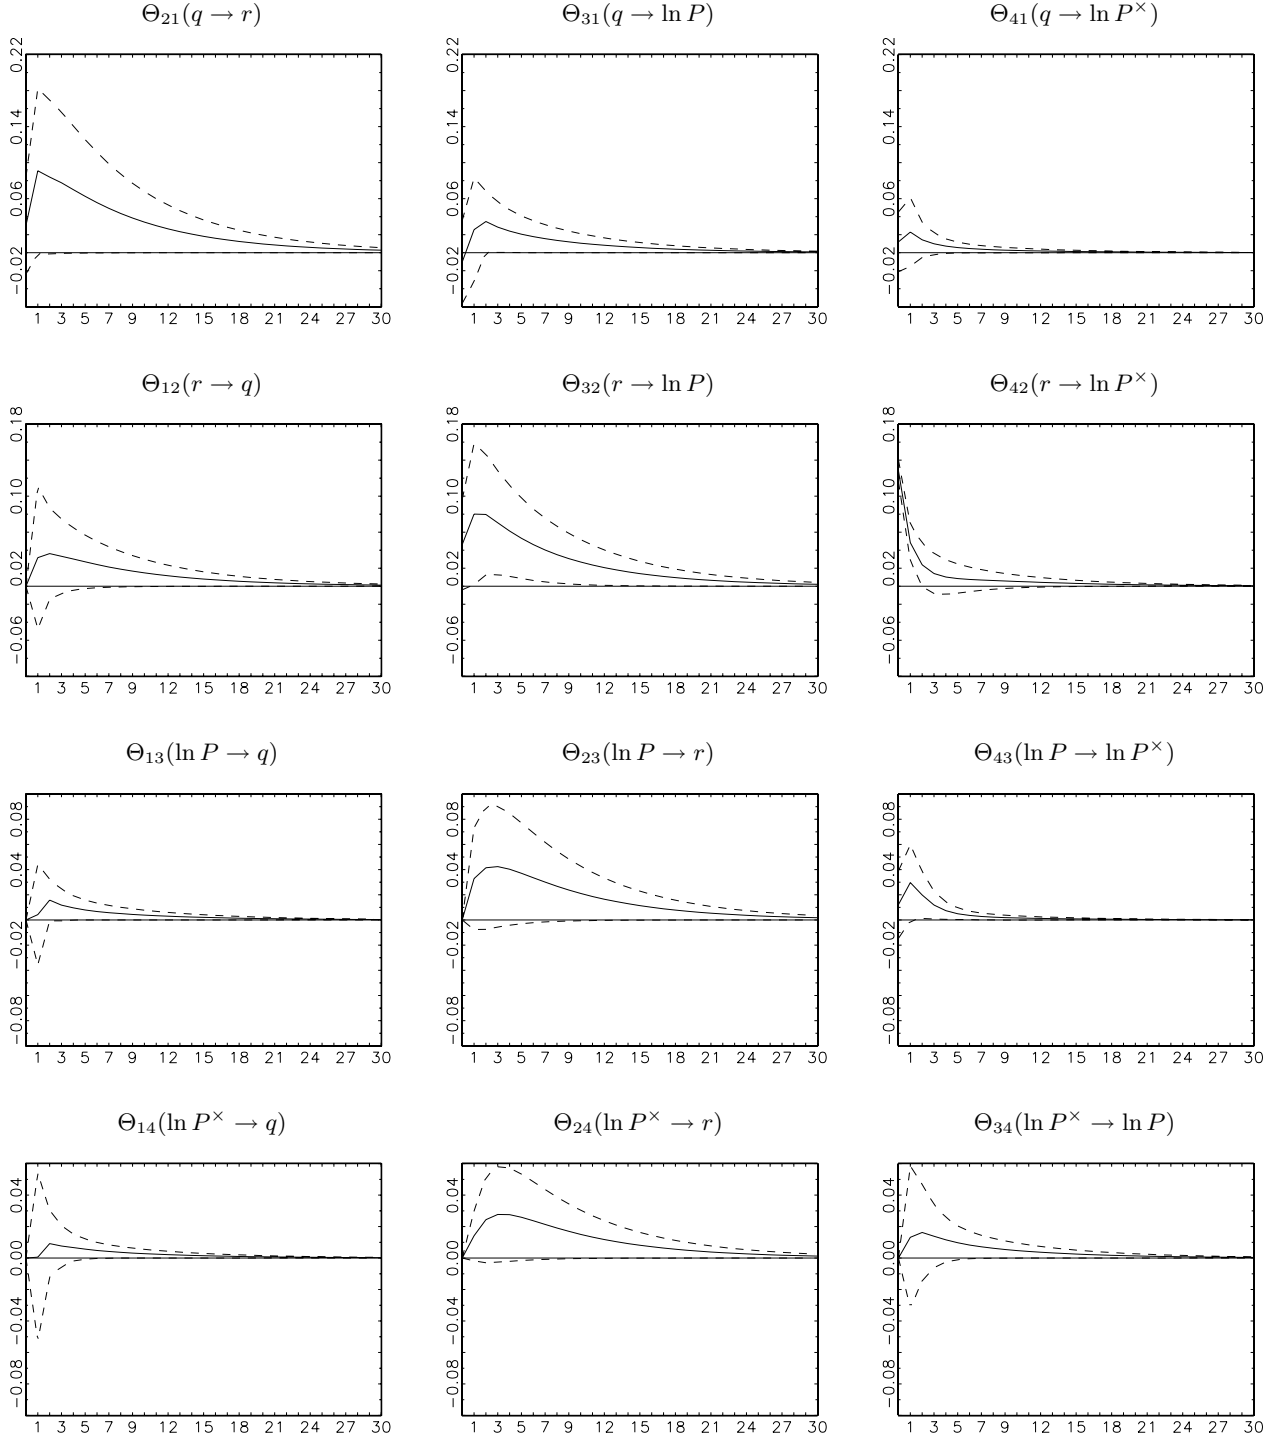 Θ₂₁(q → r) Θ₃₁(q → ln P) Θ₄₁(q → ln P×)
0.22 0.14 0.06 −0.02
0.22 0.14 0.06 −0.02
0.22 0.14 0.06 −0.02
1 3 5 7 9 12 15 18 21 24 27 30
1 3 5 7 9 12 15 18 21 24 27 30
1 3 5 7 9 12 15 18 21 24 27 30
Θ₁₂(r → q) Θ₃₂(r → ln P) Θ₄₂(r → ln P×)
0.18 0.10 0.02 −0.06
0.18 0.10 0.02 −0.06
0.18 0.10 0.02 −0.06
1 3 5 7 9 12 15 18 21 24 27 30
1 3 5 7 9 12 15 18 21 24 27 30
1 3 5 7 9 12 15 18 21 24 27 30
Θ₁₃(ln P → q) Θ₂₃(ln P → r) Θ₄₃(ln P → ln P×)
0.08 0.04 −0.02 −0.08
0.08 0.04 −0.02 −0.08
0.08 0.04 −0.02 −0.08
1 3 5 7 9 12 15 18 21 24 27 30
1 3 5 7 9 12 15 18 21 24 27 30
1 3 5 7 9 12 15 18 21 24 27 30
Θ₁₄(ln P× → q) Θ₂₄(ln P× → r) Θ₃₄(ln P× → ln P)
0.04 0.00 −0.04 −0.08
0.04 0.00 −0.04 −0.08
0.04 0.00 −0.04 −0.08
1 3 5 7 9 12 15 18 21 24 27 30
1 3 5 7 9 12 15 18 21 24 27 30
1 3 5 7 9 12 15 18 21 24 27 30